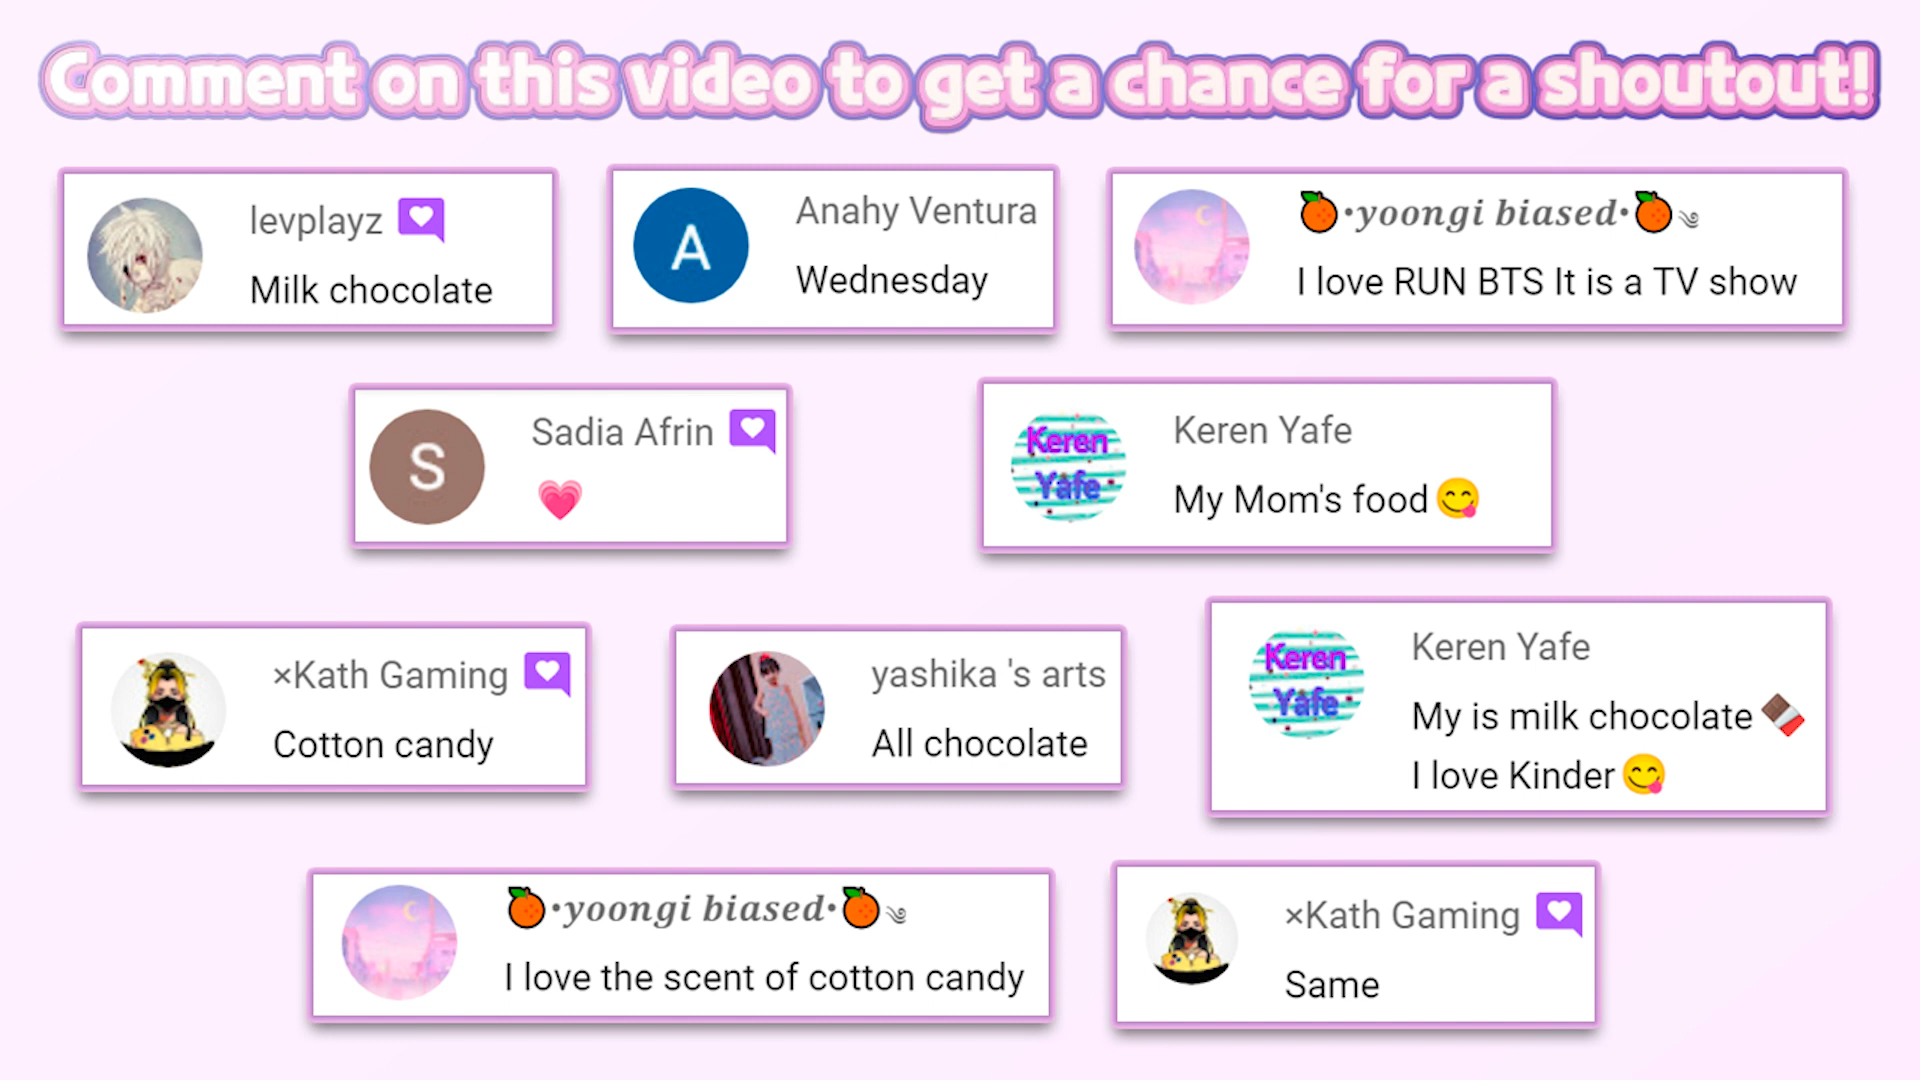 Comment on this video to get a chance for a shoutout!
levplayz
Milk chocolate
A
Anahy Ventura
Wednesday
🍊•yoongi biased•🍊༄
I love RUN BTS It is a TV show
S
Sadia Afrin
💗
Keren
Yafe
Keren Yafe
My Mom's food😋
×Kath Gaming
Cotton candy
yashika 's arts
All chocolate
Keren
Yafe
Keren Yafe
My is milk chocolate 🍫
I love Kinder😋
🍊•yoongi biased•🍊༄
I love the scent of cotton candy
×Kath Gaming
Same